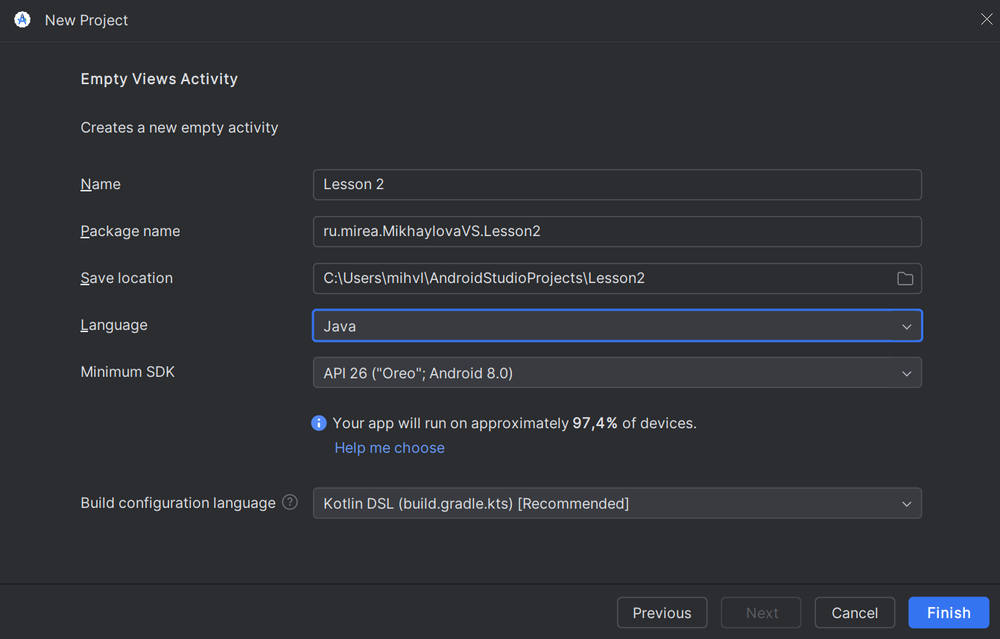 New Project
Empty Views Activity
Creates a new empty activity
Name
Lesson 2
Package name
ru.mirea.MikhaylovaVS.Lesson2
Save location
C:\Users\mihvl\AndroidStudioProjects\Lesson2
Language
Java
Minimum SDK
API 26 ("Oreo"; Android 8.0)
Your app will run on approximately 97,4% of devices.
Help me choose
Build configuration language ?
Kotlin DSL (build.gradle.kts) [Recommended]
Previous
Next
Cancel
Finish